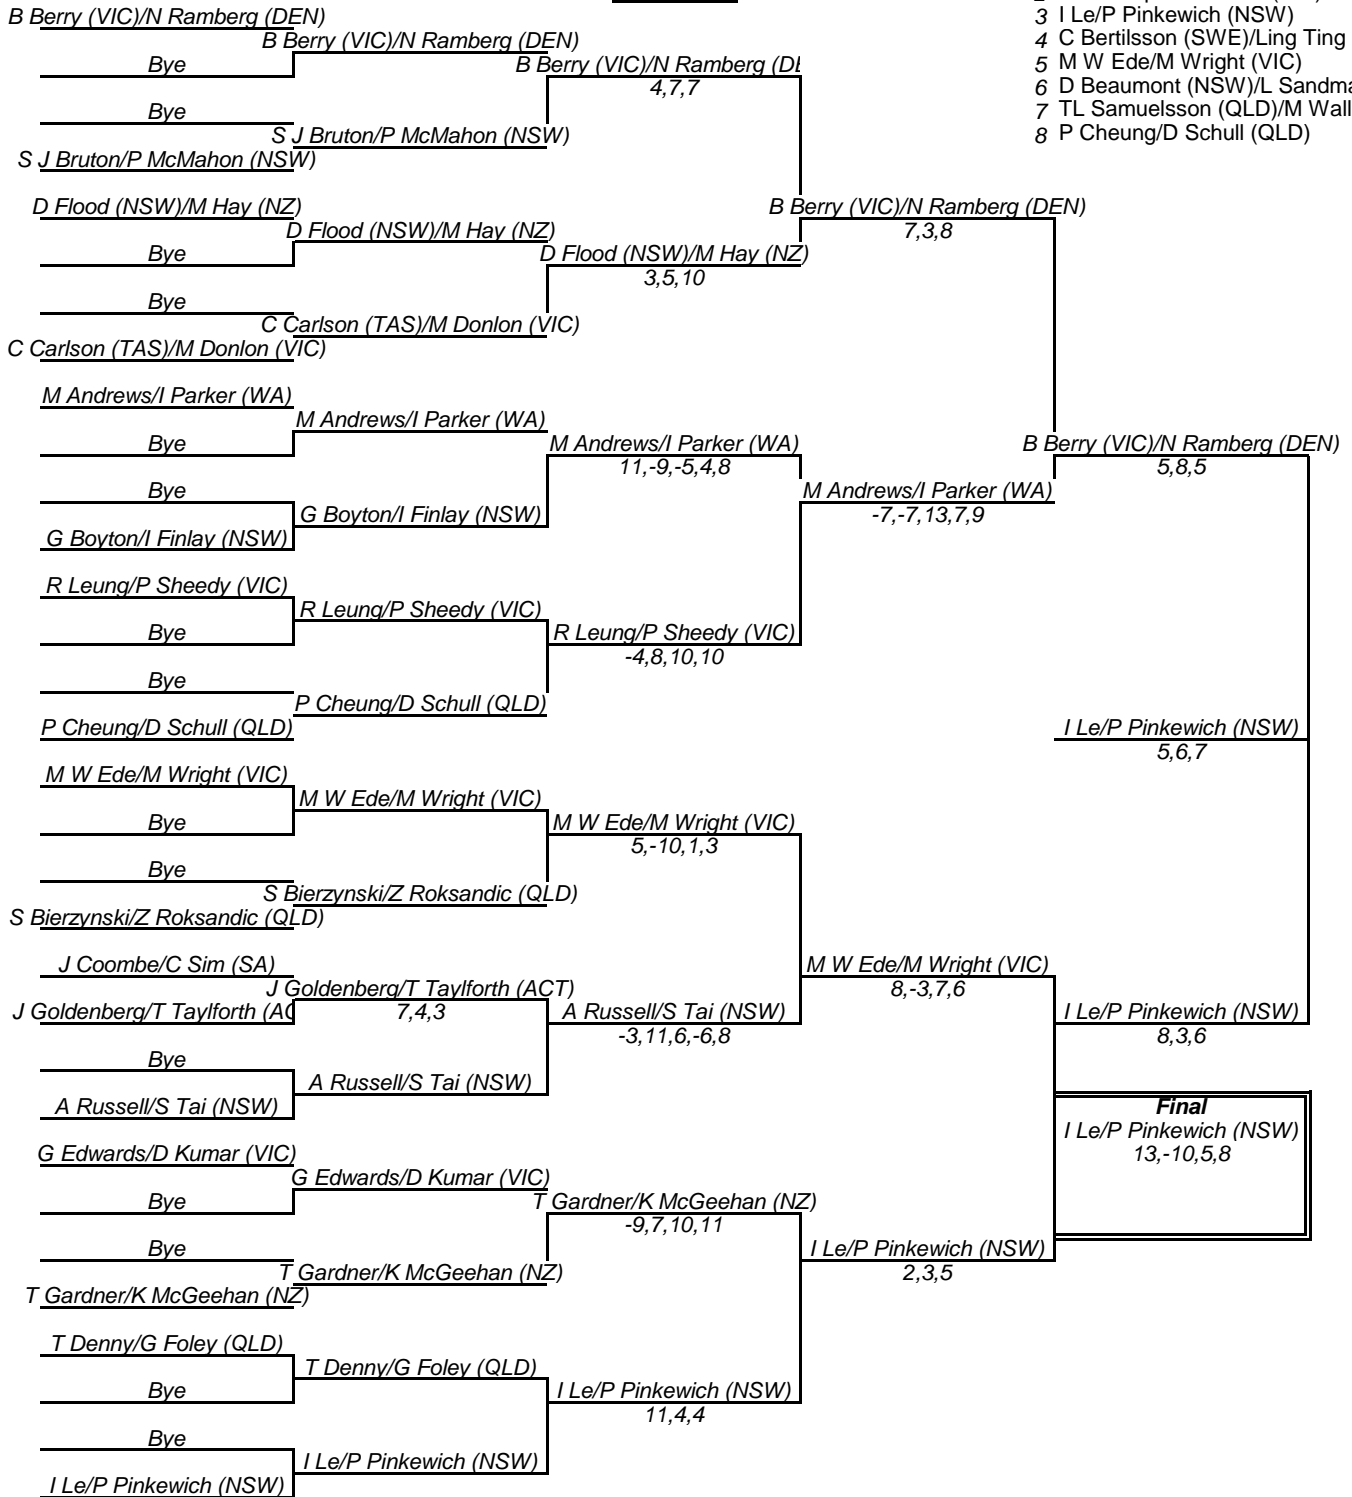 3 I Le/P Pinkewich (NSW)
4 C Bertilsson (SWE)/Ling Ting
5 M W Ede/M Wright (VIC)
6 D Beaumont (NSW)/L Sandma
7 TL Samuelsson (QLD)/M Wall
8 P Cheung/D Schull (QLD)
B Berry (VIC)/N Ramberg (DEN)
Bye
Bye
S J Bruton/P McMahon (NSW)
D Flood (NSW)/M Hay (NZ)
Bye
Bye
C Carlson (TAS)/M Donlon (VIC)
M Andrews/I Parker (WA)
Bye
Bye
G Boyton/I Finlay (NSW)
R Leung/P Sheedy (VIC)
Bye
Bye
P Cheung/D Schull (QLD)
M W Ede/M Wright (VIC)
Bye
Bye
S Bierzynski/Z Roksandic (QLD)
J Coombe/C Sim (SA)
J Goldenberg/T Taylforth (AC
Bye
A Russell/S Tai (NSW)
G Edwards/D Kumar (VIC)
Bye
Bye
T Gardner/K McGeehan (NZ)
T Denny/G Foley (QLD)
Bye
Bye
I Le/P Pinkewich (NSW)
B Berry (VIC)/N Ramberg (DEN)
S J Bruton/P McMahon (NSW)
D Flood (NSW)/M Hay (NZ)
C Carlson (TAS)/M Donlon (VIC)
M Andrews/I Parker (WA)
G Boyton/I Finlay (NSW)
R Leung/P Sheedy (VIC)
P Cheung/D Schull (QLD)
M W Ede/M Wright (VIC)
S Bierzynski/Z Roksandic (QLD)
J Goldenberg/T Taylforth (ACT)
7,4,3
A Russell/S Tai (NSW)
G Edwards/D Kumar (VIC)
T Gardner/K McGeehan (NZ)
T Denny/G Foley (QLD)
I Le/P Pinkewich (NSW)
B Berry (VIC)/N Ramberg (DE
4,7,7
D Flood (NSW)/M Hay (NZ)
3,5,10
M Andrews/I Parker (WA)
11,-9,-5,4,8
R Leung/P Sheedy (VIC)
-4,8,10,10
M W Ede/M Wright (VIC)
5,-10,1,3
A Russell/S Tai (NSW)
-3,11,6,-6,8
T Gardner/K McGeehan (NZ)
-9,7,10,11
I Le/P Pinkewich (NSW)
11,4,4
B Berry (VIC)/N Ramberg (DEN)
7,3,8
M Andrews/I Parker (WA)
-7,-7,13,7,9
M W Ede/M Wright (VIC)
8,-3,7,6
I Le/P Pinkewich (NSW)
2,3,5
B Berry (VIC)/N Ramberg (DEN)
5,8,5
I Le/P Pinkewich (NSW)
5,6,7
I Le/P Pinkewich (NSW)
8,3,6
Final
I Le/P Pinkewich (NSW)
13,-10,5,8